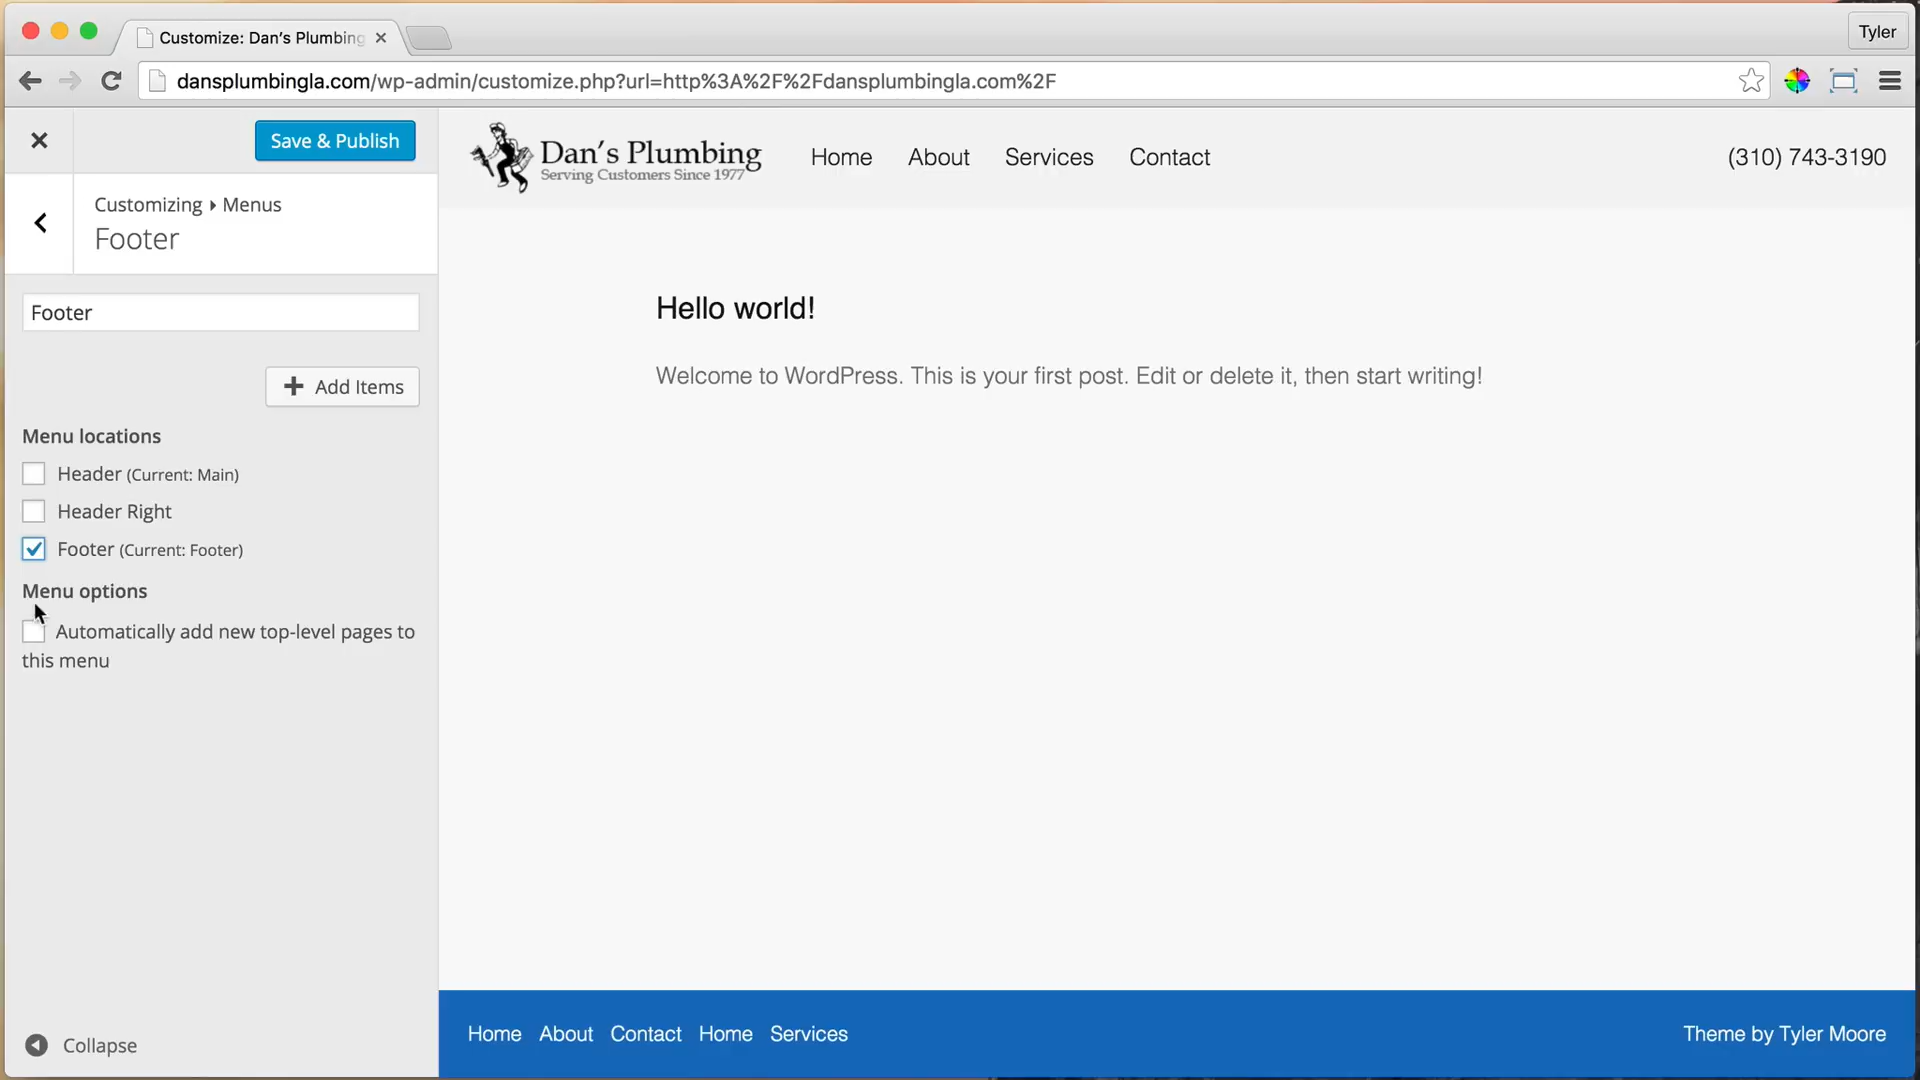 Customize: Dan's Plumbing
Tyler
dansplumbingla.com/wp-admin/customize.php?url=http%3A%2F%2Fdansplumbingla.com%2F
Save & Publish
Customizing ▸ Menus
Footer
Footer
Add Items
Menu locations
Header (Current: Main)
Header Right
Footer (Current: Footer)
Menu options
Automatically add new top-level pages to
this menu
Collapse
Dan's Plumbing
Serving Customers Since 1977
Home About Services Contact
(310) 743-3190
Hello world!
Welcome to WordPress. This is your first post. Edit or delete it, then start writing!
Home About Contact Home Services
Theme by Tyler Moore